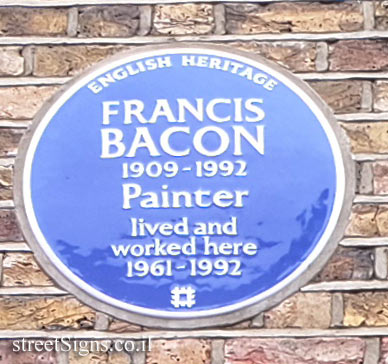 ENGLISH HERITAGE
FRANCIS
BACON
1909-1992
Painter
lived and
worked here
1961-1992
streetSigns.co.il